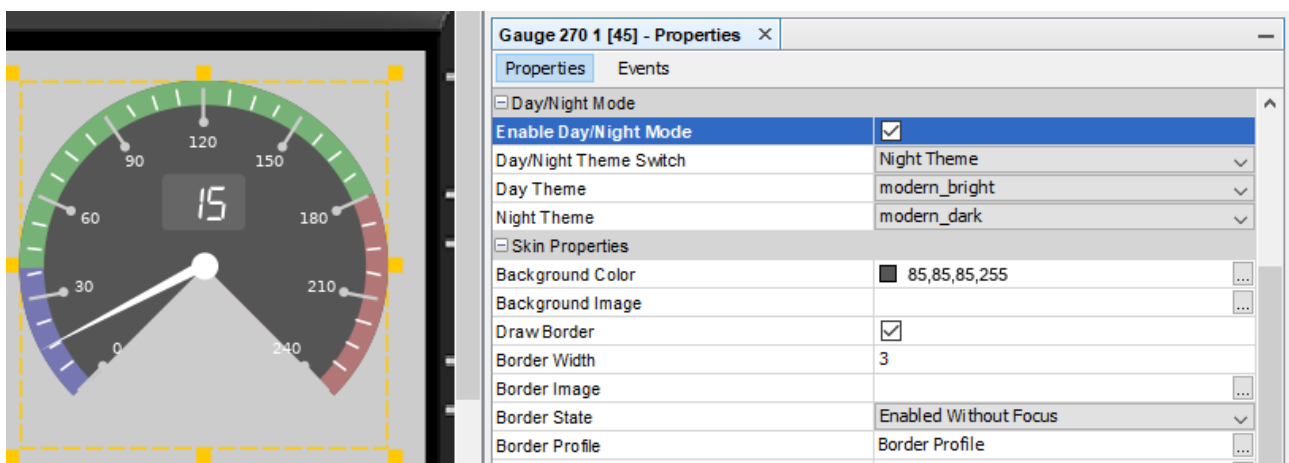 Gauge 270 1 [45] - Properties
Properties Events
Day/Night Mode
Enable Day/Night Mode
Day/Night Theme Switch Night Theme
Day Theme modern_bright
Night Theme modern_dark
Skin Properties
Background Color 85,85,85,255 ...
Background Image ...
Draw Border
Border Width 3
Border Image ...
Border State Enabled Without Focus
Border Profile Border Profile ...
120
90 150
15
60 180
30 210
0 240